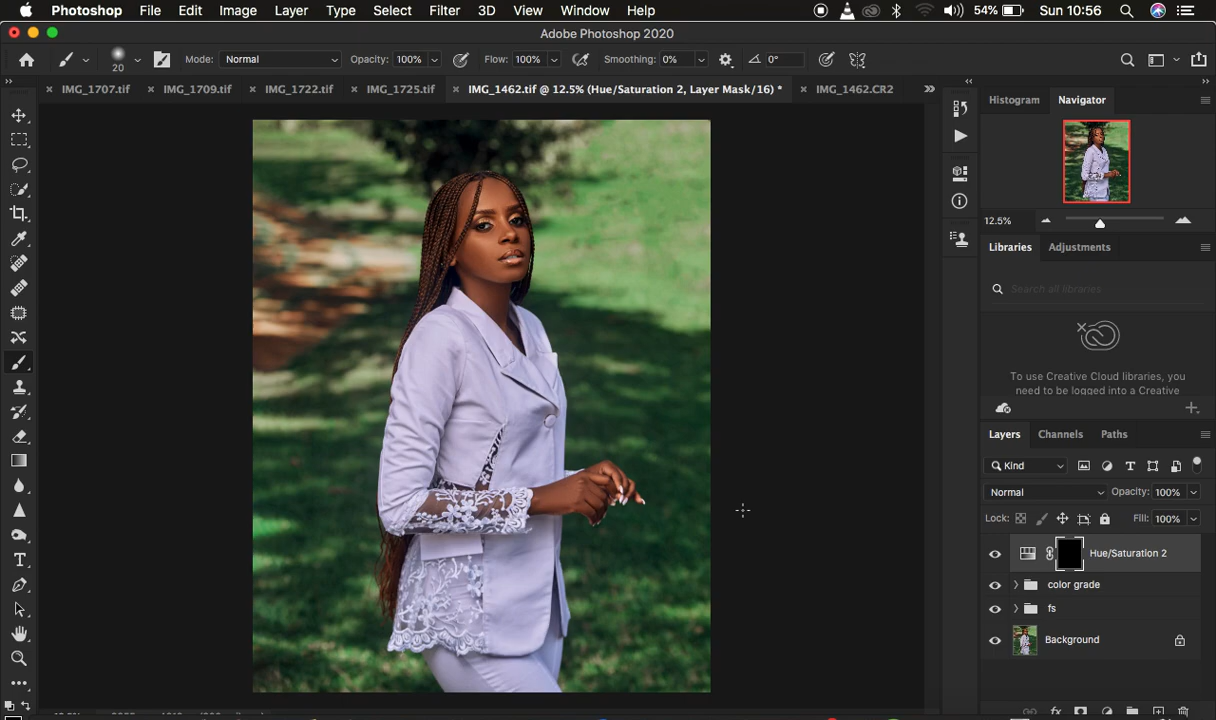 Photoshop File Edit Image Layer Type Select Filter 3D View Window Help 54% Sun 10:56
Adobe Photoshop 2020
20 Mode: Normal Opacity: 100% Flow: 100% Smoothing: 0% 0°
IMG_1707.tif IMG_1709.tif IMG_1722.tif IMG_1725.tif IMG_1462.tif @ 12.5% (Hue/Saturation 2, Layer Mask/16) * IMG_1462.CR2
Histogram Navigator
12.5%
Libraries Adjustments
Search all libraries
To use Creative Cloud libraries, you
need to be logged into a Creative
Layers Channels Paths
Kind
Normal Opacity: 100%
Lock: Fill: 100%
Hue/Saturation 2
color grade
fs
Background